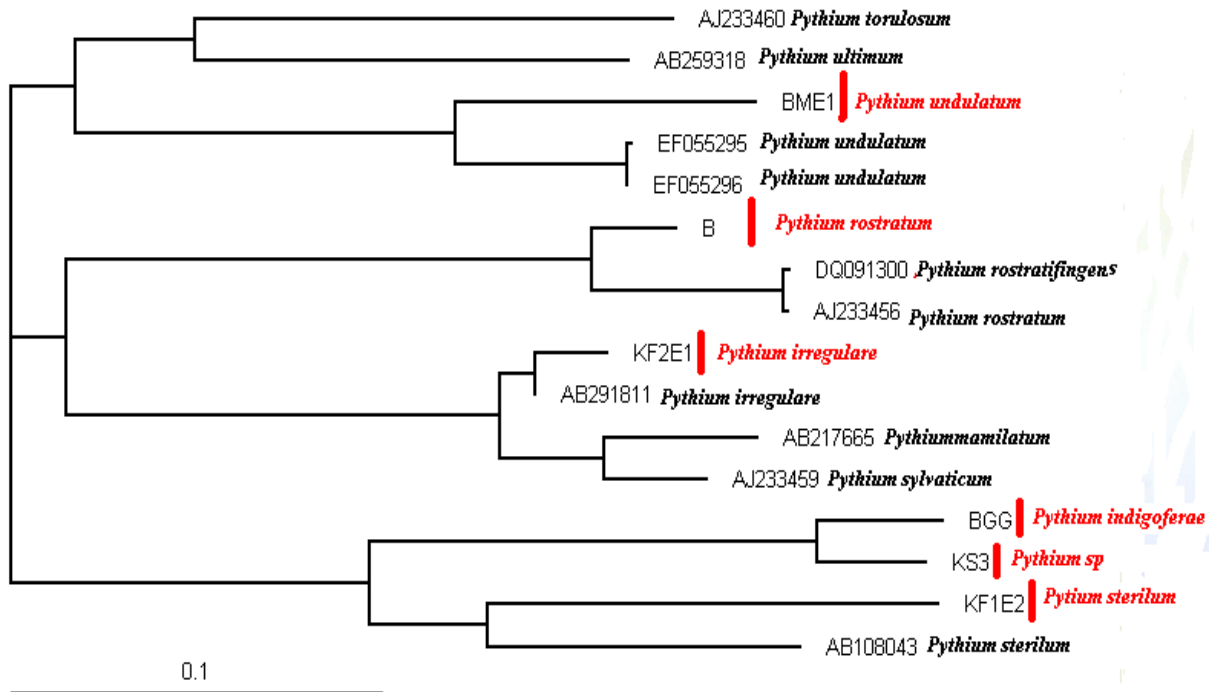 AJ233460 Pythium torulosum
AB259318 Pythium ultimum
BME1 Pythium undulatum
EF055295 Pythium undulatum
EF055296 Pythium undulatum
B Pythium rostratum
DQ091300 Pythium rostratifingens
AJ233456 Pythium rostratum
KF2E1 Pythium irregulare
AB291811 Pythium irregulare
AB217665 Pythiummamilatum
AJ233459 Pythium sylvaticum
BGG Pythium indigoferae
KS3 Pythium sp
KF1E2 Pytium sterilum
AB108043 Pythium sterilum
0.1